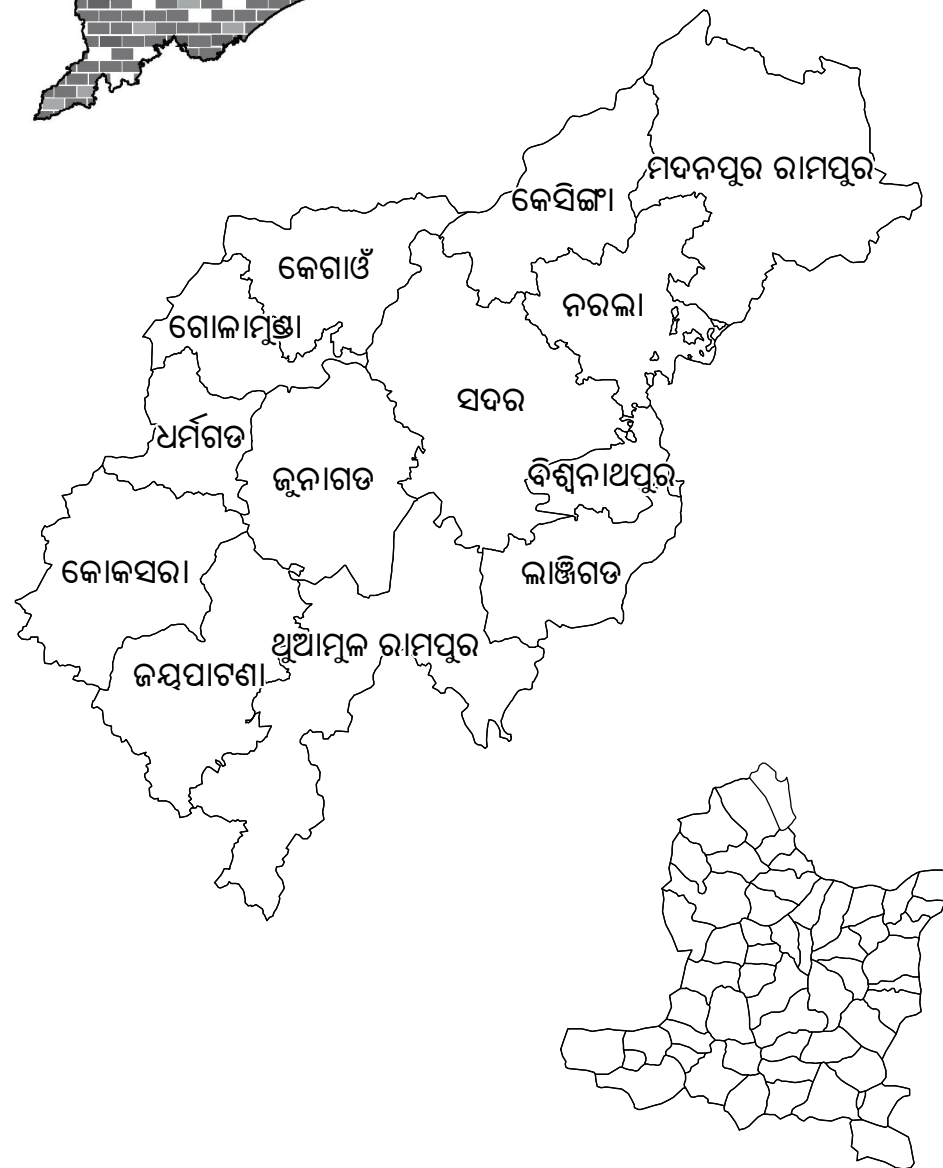 ମଦନପୁର ରାମପୁର
କେସିଙ୍ଗା
କେଗାଓଁ
ନରଲା
ଗୋଳାମୁଣ୍ଡା
ସଦର
ଧର୍ମଗଡ
ଜୁନାଗଡ
ବିଶ୍ୱନାଥପୁର
କୋକସରା
ଲାଞ୍ଜିଗଡ
ଥୁଆମୁଳ ରାମପୁର
ଜୟପାଟଣା